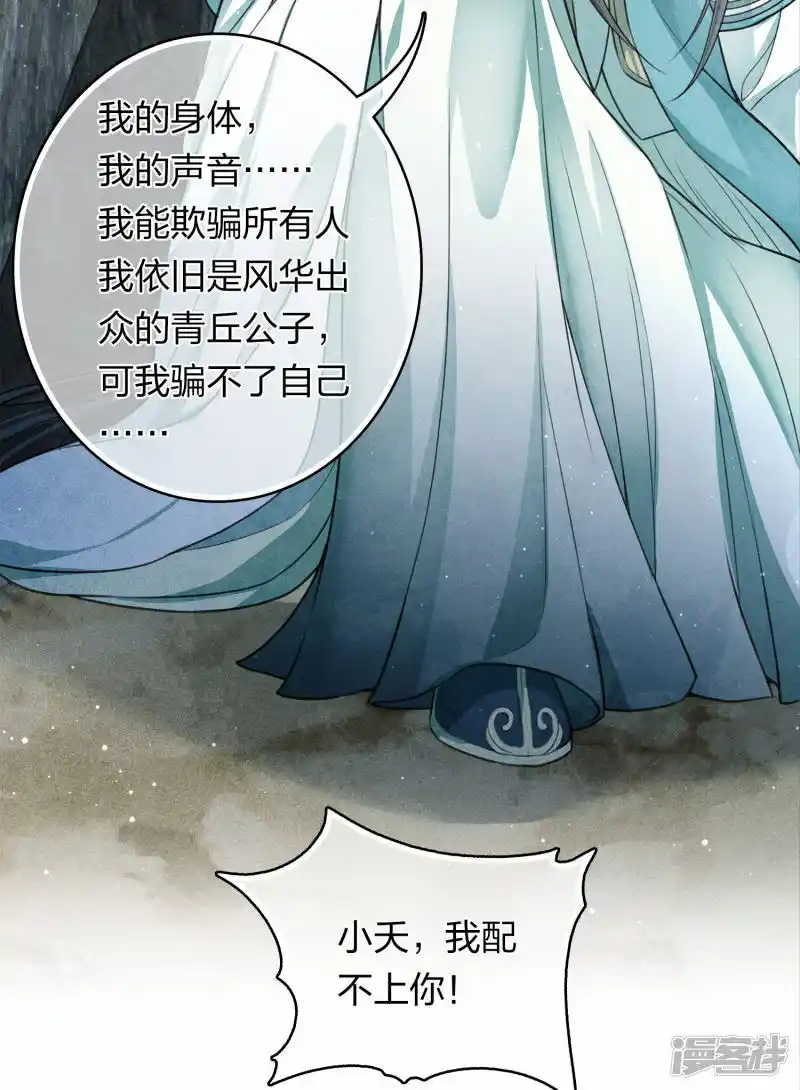 我的身体，
我的声音……
我能欺骗所有人
我依旧是风华出
众的青丘公子，
可我骗不了自己
……
小夭，我配
不上你！
漫客栈